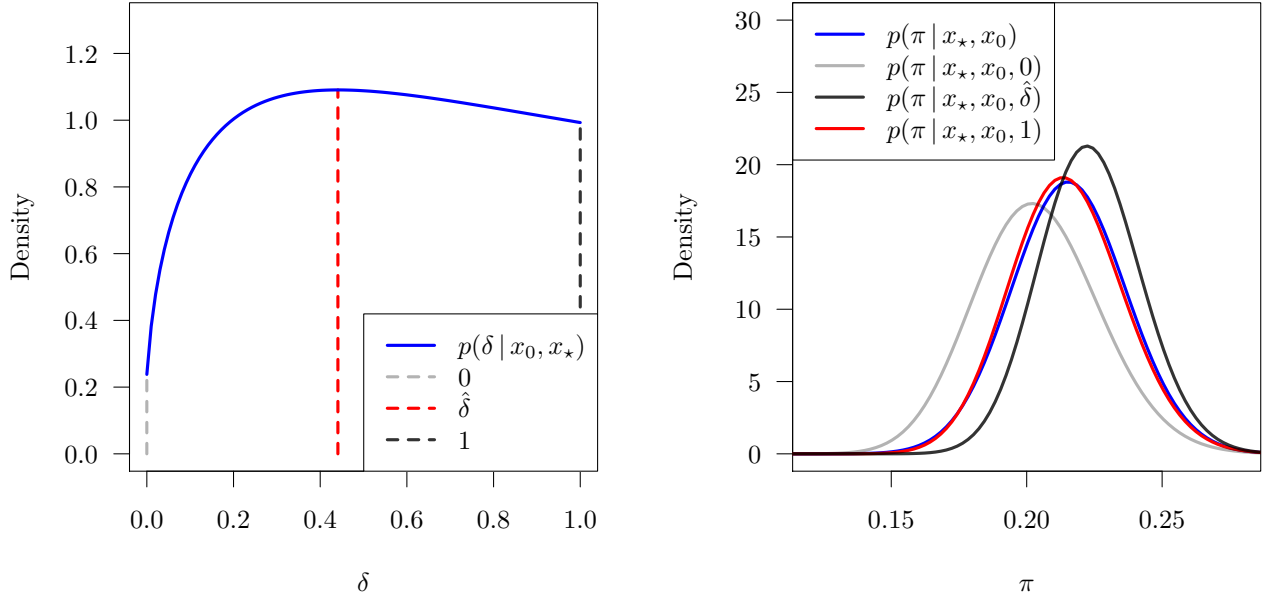 Density
1.2
1.0
0.8
0.6
0.4
0.2
0.0
p(δ | x₀, x⋆)
0
δ̂
1
0.0 0.2 0.4 0.6 0.8 1.0
δ
Density
30
25
20
15
10
5
0
p(π | x⋆, x₀)
p(π | x⋆, x₀, 0)
p(π | x⋆, x₀, δ̂)
p(π | x⋆, x₀, 1)
0.15 0.20 0.25
π